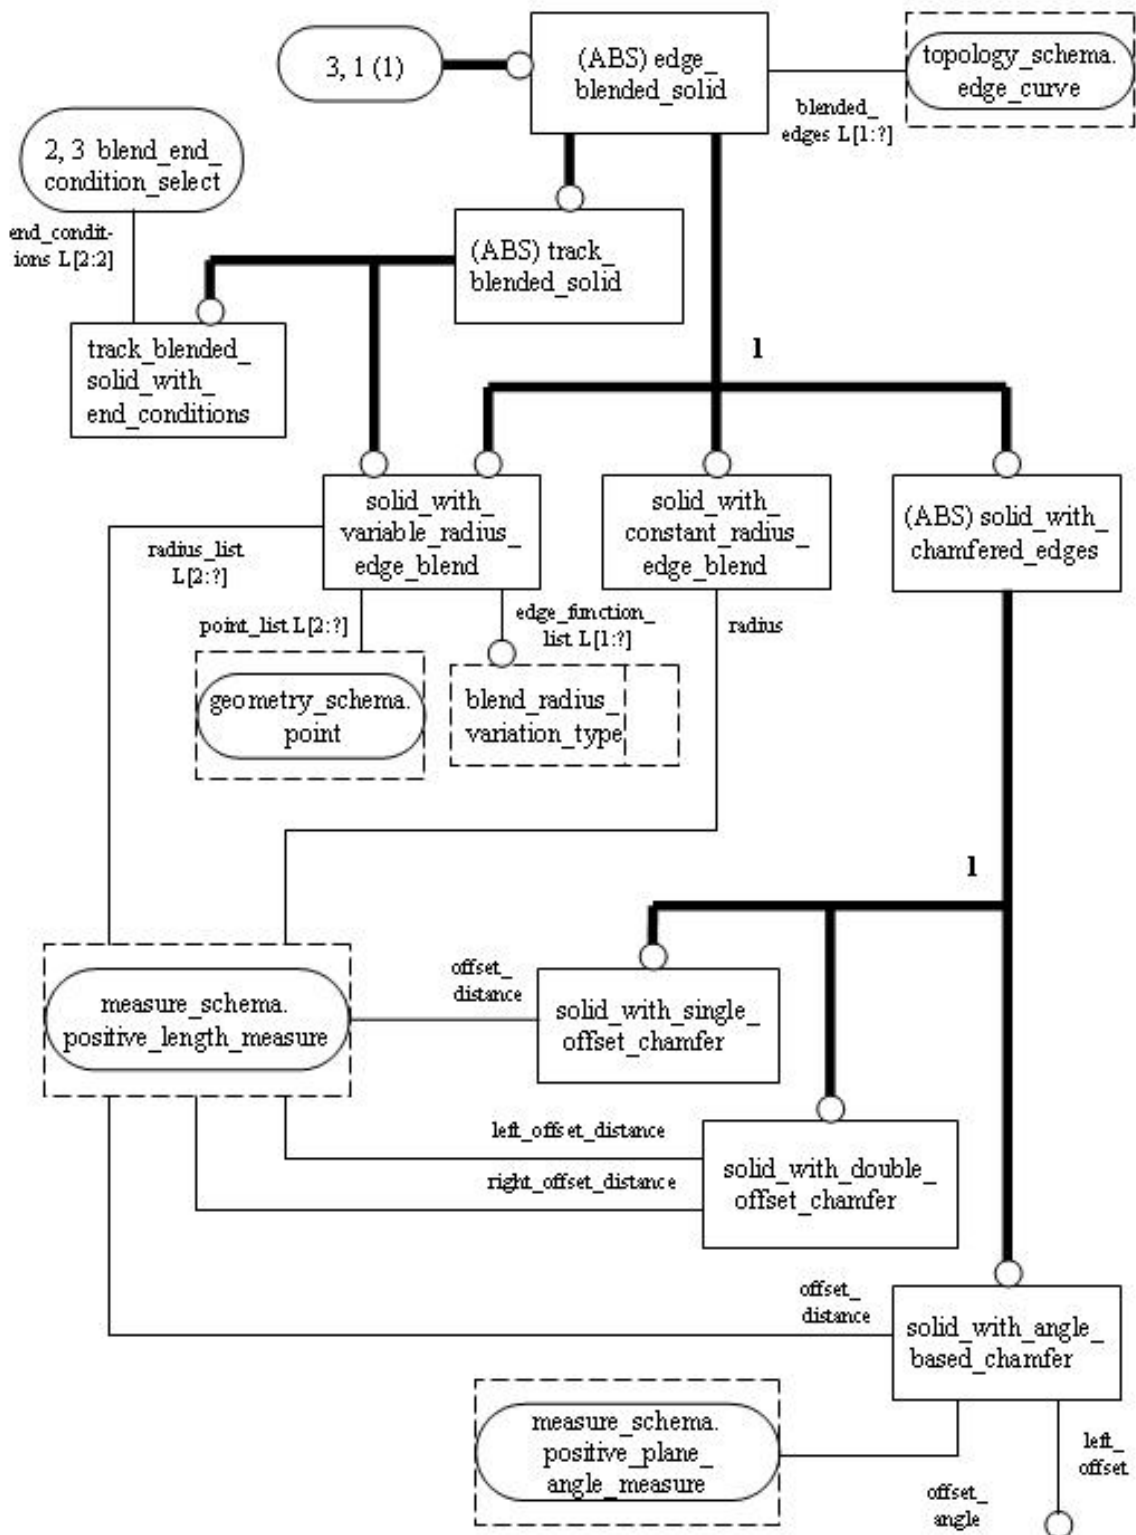 3, 1 (1)
(ABS) edge_
blended_solid
topology_schema.
edge_curve
blended_
edges L[1:?]
2, 3 blend_end_
condition_select
end_condit-
ions L[2:2]
(ABS) track_
blended_solid
track_blended_
solid_with_
end_conditions
1
solid_with_
variable_radius_
edge_blend
solid_with_
constant_radius_
edge_blend
(ABS) solid_with_
chamfered_edges
radius_list
L[2:?]
point_list L[2:?]
edge_function_
list L[1:?]
radius
geometry_schema.
point
blend_radius_
variation_type
1
measure_schema.
positive_length_measure
offset_
distance
solid_with_single_
offset_chamfer
left_offset_distance
right_offset_distance
solid_with_double_
offset_chamfer
offset_
distance
solid_with_angle_
based_chamfer
measure_schema.
positive_plane_
angle_measure
left_
offset
offset_
angle